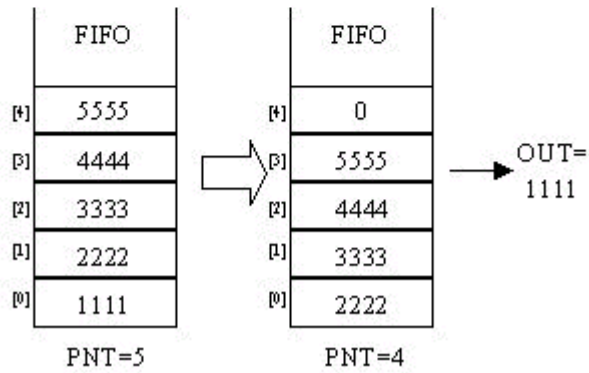 FIFO
[4] 5555
[3] 4444
[2] 3333
[1] 2222
[0] 1111
PNT=5
FIFO
[4] 0
[3] 5555
[2] 4444
[1] 3333
[0] 2222
PNT=4
OUT=
1111